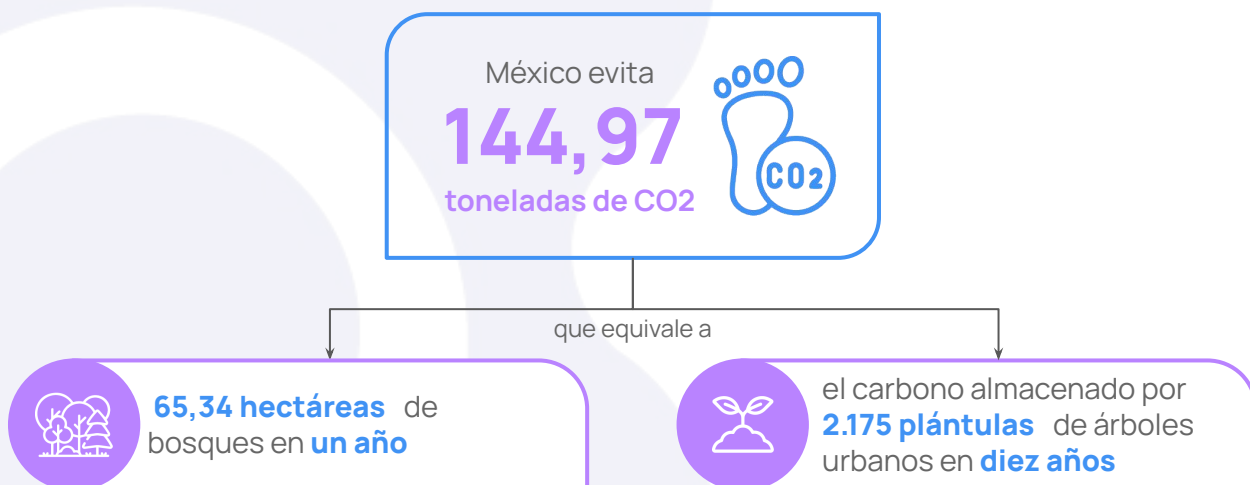 México evita
144,97
toneladas de CO2
CO2
que equivale a
65,34 hectáreas de
bosques en un año
el carbono almacenado por
2.175 plántulas de árboles
urbanos en diez años